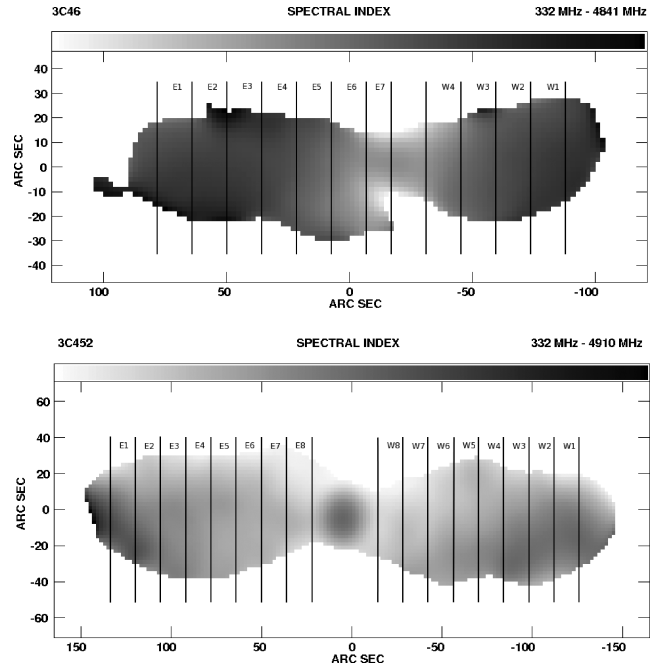 3C46 SPECTRAL INDEX 332 MHz - 4841 MHz
40
30
20
10
0
-10
-20
-30
-40
ARC SEC
E1 E2 E3 E4 E5 E6 E7 W4 W3 W2 W1
100 50 0 -50 -100
ARC SEC
3C452 SPECTRAL INDEX 332 MHz - 4910 MHz
60
40
20
0
-20
-40
-60
ARC SEC
E1 E2 E3 E4 E5 E6 E7 E8 W8 W7 W6 W5 W4 W3 W2 W1
150 100 50 0 -50 -100 -150
ARC SEC